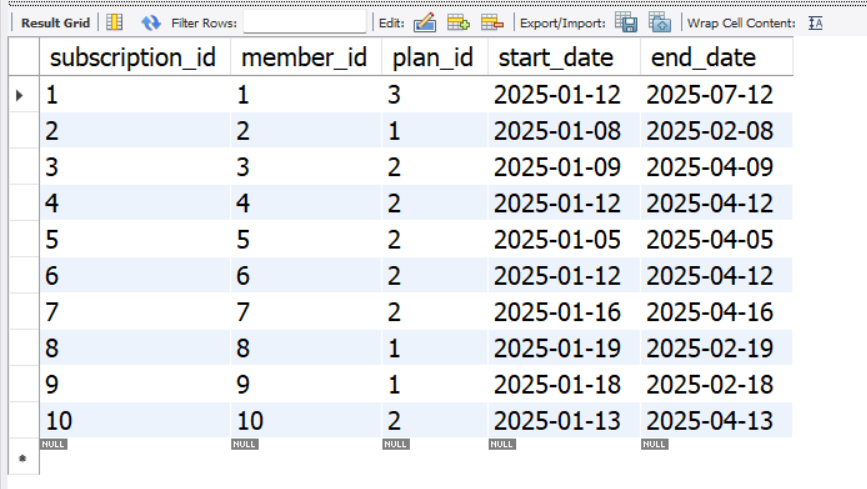 Result Grid Filter Rows: Edit: Export/Import: Wrap Cell Content: IA
subscription_id member_id plan_id start_date end_date
1 1 3 2025-01-12 2025-07-12
2 2 1 2025-01-08 2025-02-08
3 3 2 2025-01-09 2025-04-09
4 4 2 2025-01-12 2025-04-12
5 5 2 2025-01-05 2025-04-05
6 6 2 2025-01-12 2025-04-12
7 7 2 2025-01-16 2025-04-16
8 8 1 2025-01-19 2025-02-19
9 9 1 2025-01-18 2025-02-18
10 10 2 2025-01-13 2025-04-13
NULL NULL NULL NULL NULL